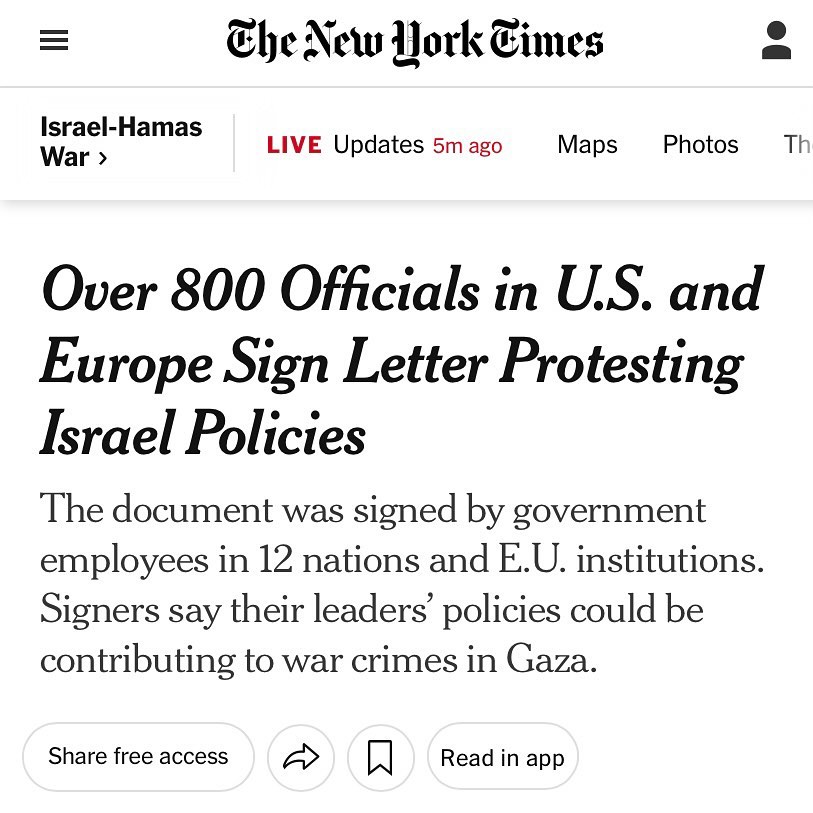 The New York Times
Israel-Hamas
War >
LIVE Updates 5m ago Maps Photos Th
Over 800 Officials in U.S. and
Europe Sign Letter Protesting
Israel Policies
The document was signed by government
employees in 12 nations and E.U. institutions.
Signers say their leaders’ policies could be
contributing to war crimes in Gaza.
Share free access Read in app